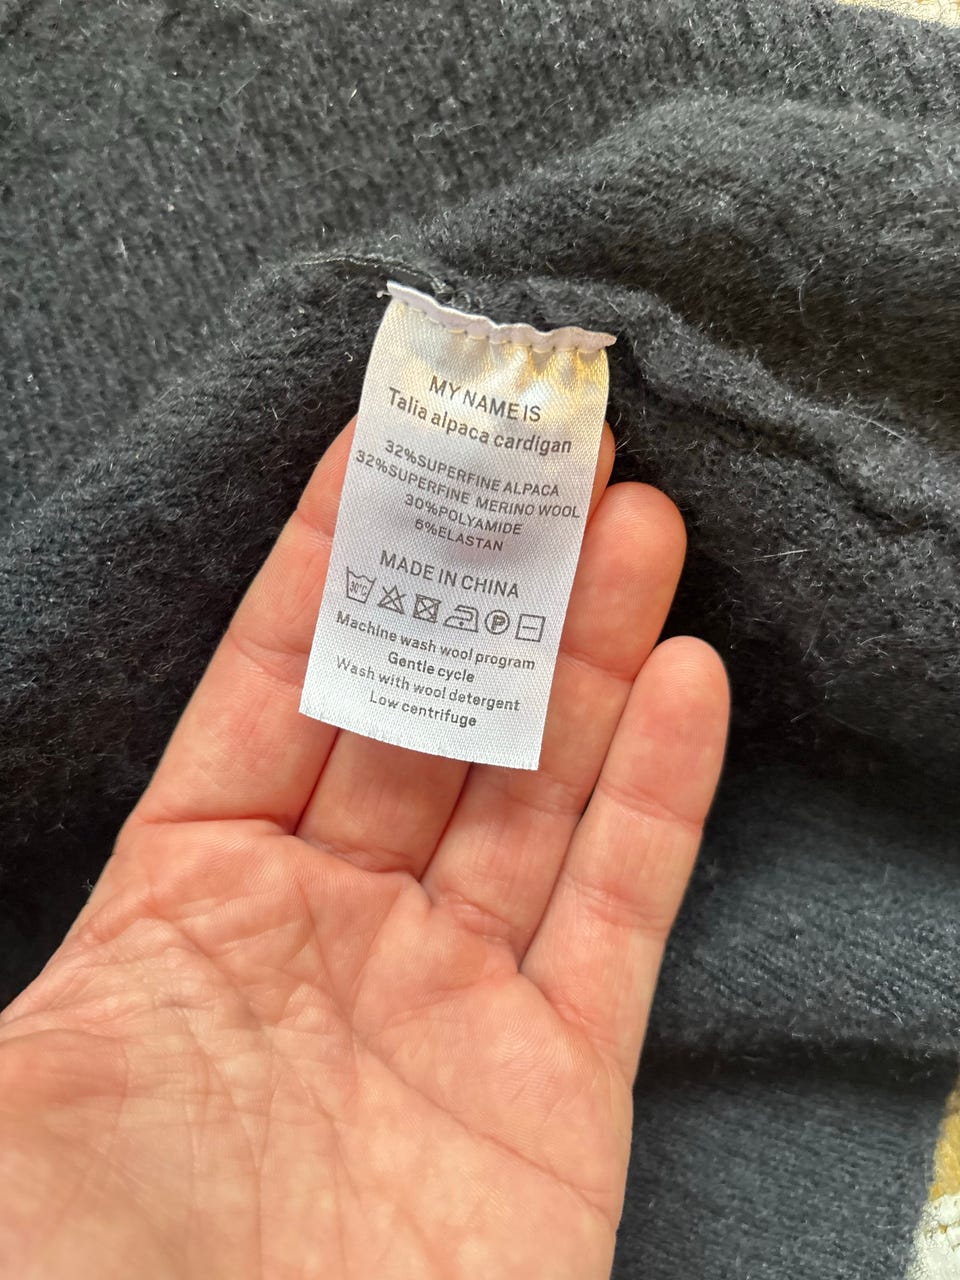 MY NAME IS
Talia alpaca cardigan
32%SUPERFINE ALPACA
32%SUPERFINE MERINO WOOL
30%POLYAMIDE
6%ELASTAN
MADE IN CHINA
30°C P
Machine wash wool program
Gentle cycle
Wash with wool detergent
Low centrifuge